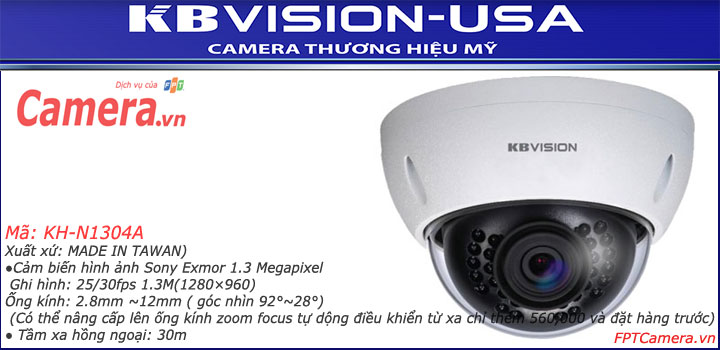 KBVISION-USA
CAMERA THƯƠNG HIỆU MỸ
Dịch vụ của FPT
Camera.vn
KBVISION
Mã: KH-N1304A
Xuất xứ: MADE IN TAWAN)
●Cảm biến hình ảnh Sony Exmor 1.3 Megapixel
Ghi hình: 25/30fps 1.3M(1280×960)
Ống kính: 2.8mm ~12mm ( góc nhìn 92°~28°)
(Có thể nâng cấp lên ống kính zoom focus tự dộng điều khiển từ xa chỉ thêm 560,000 và đặt hàng trước)
● Tầm xa hồng ngoại: 30m
FPTCamera.vn